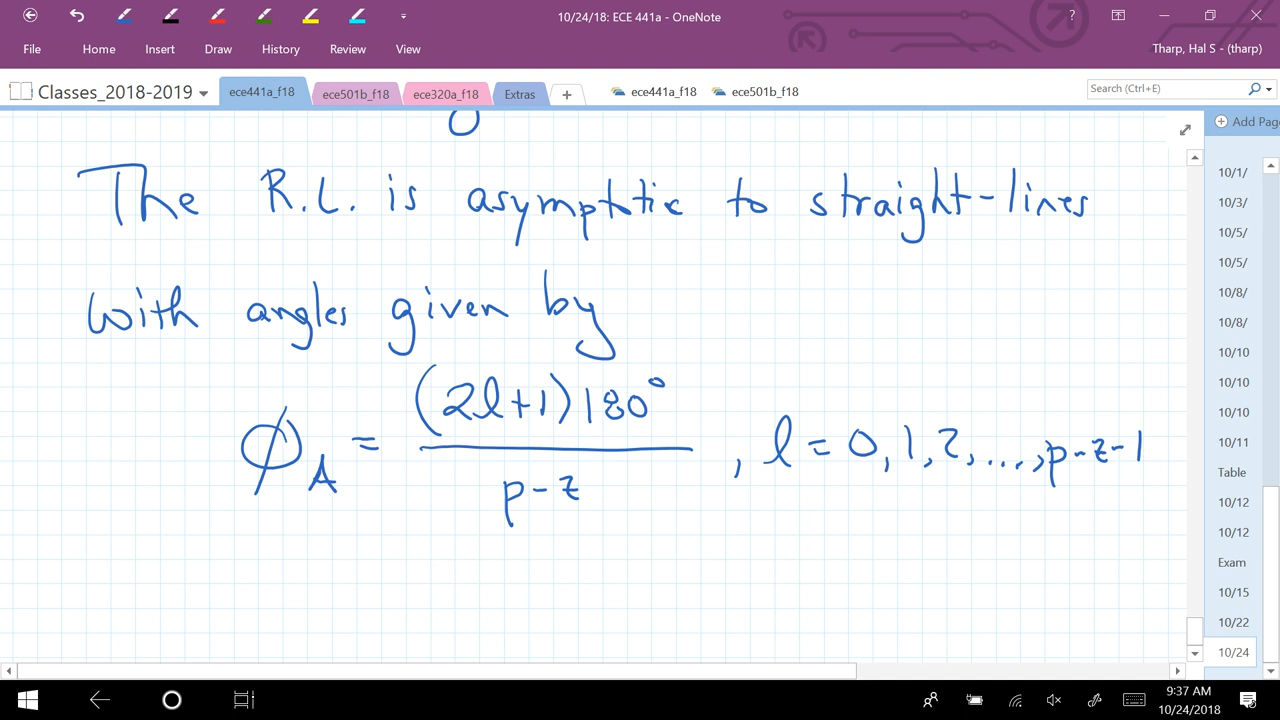 10/24/18: ECE 441a - OneNote
?
File Home Insert Draw History Review View
Tharp, Hal S - (tharp)
Classes_2018-2019 ece441a_f18 ece501b_f18 ece320a_f18 Extras + ece441a_f18 ece501b_f18
Search (Ctrl+E)
Add Page
The R.L. is asymptotic to straight-lines
with angles given by
ϕ_A = (2l+1)180° / p-z , l = 0,1,2,...,p-z-1
10/1/
10/3/
10/5/
10/5/
10/8/
10/8/
10/10
10/10
10/10
10/11
Table
10/12
10/12
Exam
10/15
10/22
10/24
9:37 AM
10/24/2018